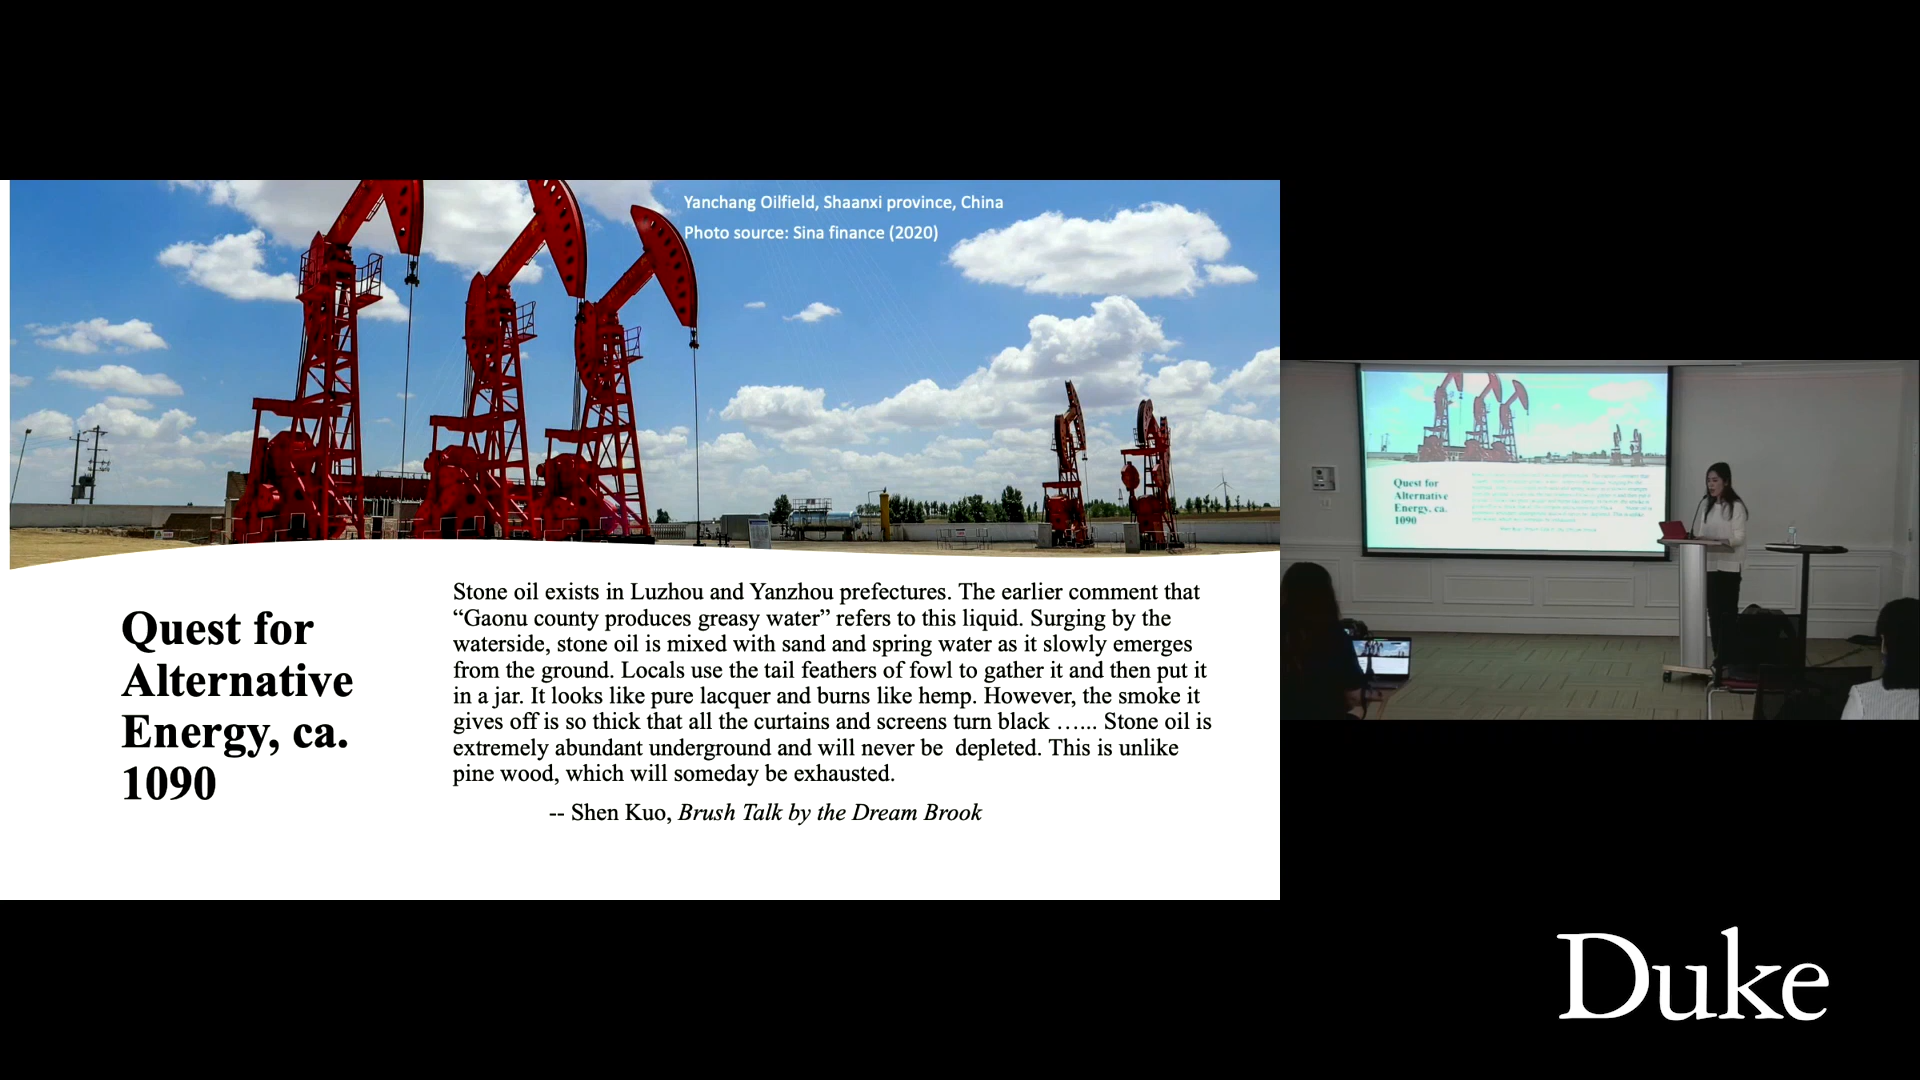 Yanchang Oilfield, Shaanxi province, China
Photo source: Sina finance (2020)
Quest for
Alternative
Energy, ca.
1090
Stone oil exists in Luzhou and Yanzhou prefectures. The earlier comment that
“Gaonu county produces greasy water” refers to this liquid. Surging by the
waterside, stone oil is mixed with sand and spring water as it slowly emerges
from the ground. Locals use the tail feathers of fowl to gather it and then put it
in a jar. It looks like pure lacquer and burns like hemp. However, the smoke it
gives off is so thick that all the curtains and screens turn black …... Stone oil is
extremely abundant underground and will never be depleted. This is unlike
pine wood, which will someday be exhausted.
-- Shen Kuo, Brush Talk by the Dream Brook
Quest for
Alternative
Energy, ca.
1090
Duke